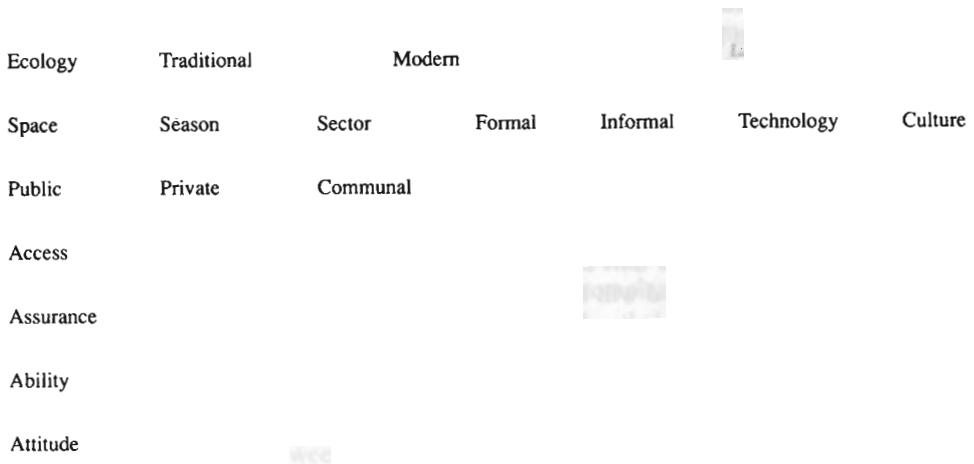 Ecology Traditional Modern
Space Season Sector Formal Informal Technology Culture
Public Private Communal
Access
Assurance
Ability
Attitude